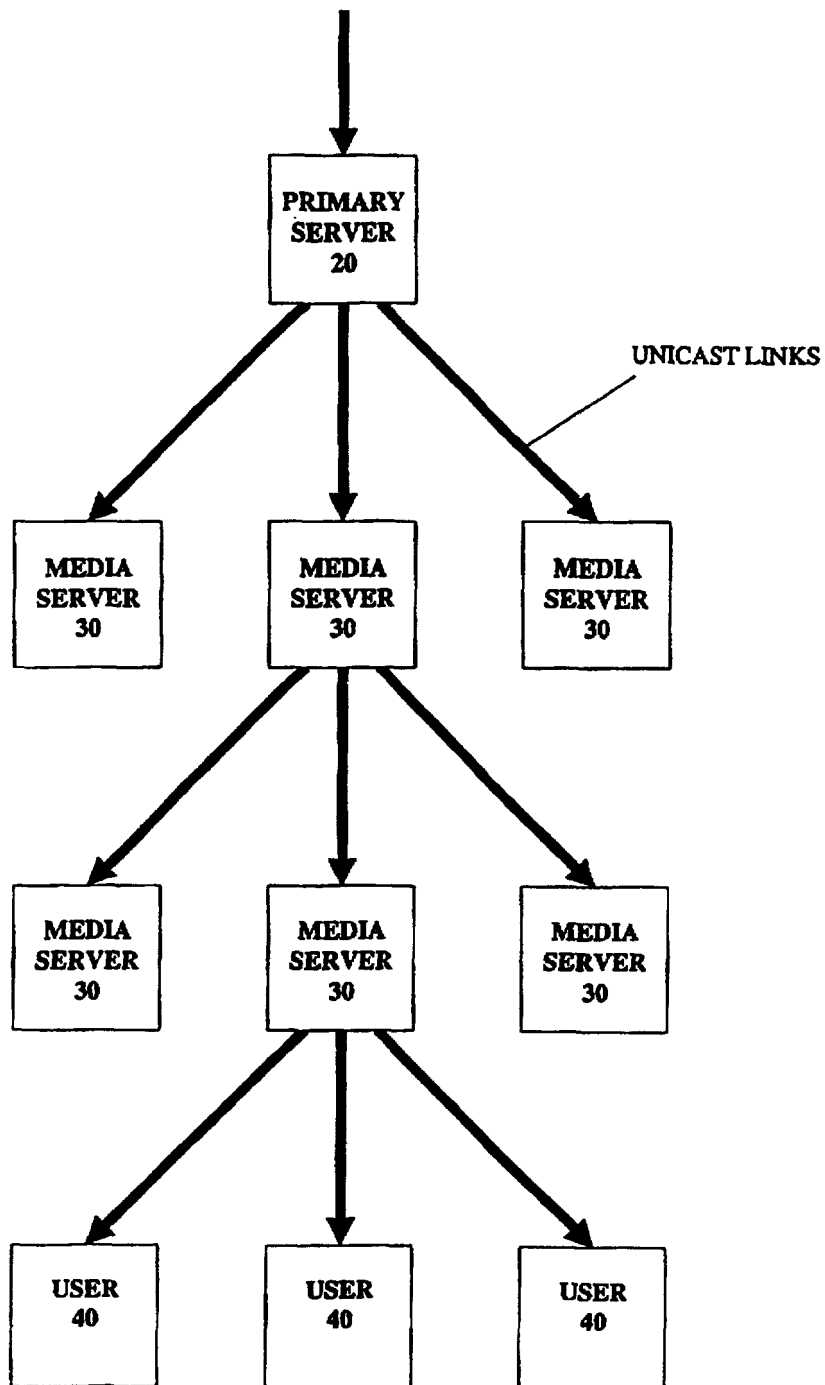 PRIMARY
SERVER
20
UNICAST LINKS
MEDIA
SERVER
30
MEDIA
SERVER
30
MEDIA
SERVER
30
MEDIA
SERVER
30
MEDIA
SERVER
30
MEDIA
SERVER
30
USER
40
USER
40
USER
40